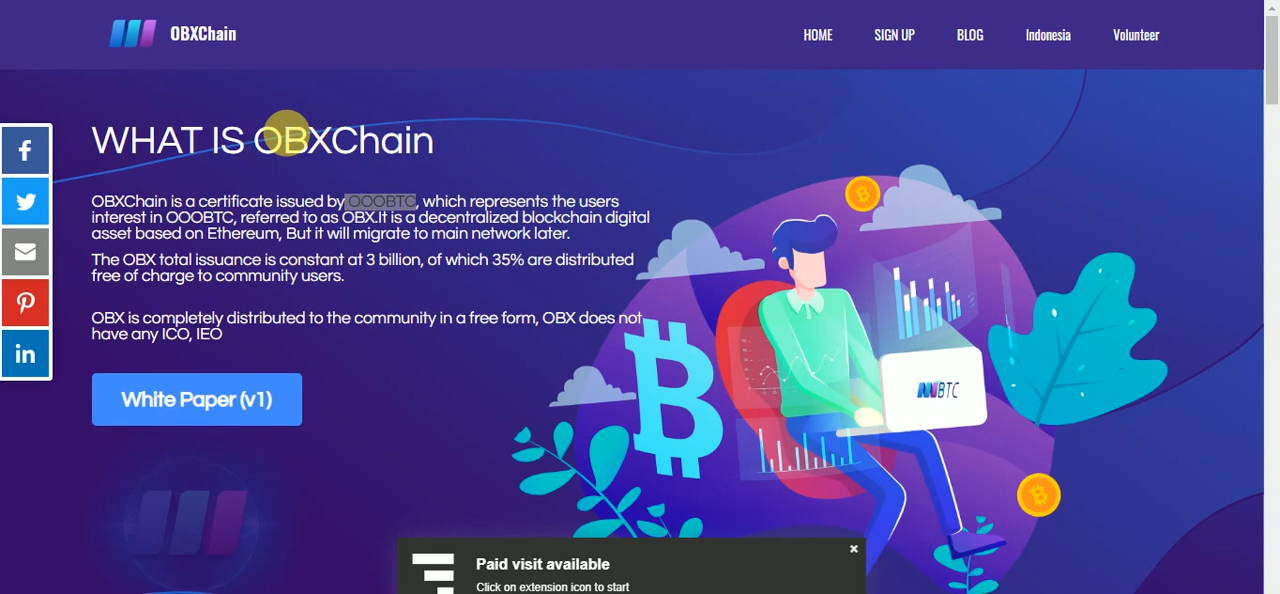 OBXChain
HOME
SIGN UP
BLOG
Indonesia
Volunteer
WHAT IS OBXChain
OBXChain is a certificate issued by OOOBTC, which represents the users
interest in OOOBTC, referred to as OBX.It is a decentralized blockchain digital
asset based on Ethereum, But it will migrate to main network later.
The OBX total issuance is constant at 3 billion, of which 35% are distributed
free of charge to community users.
OBX is completely distributed to the community in a free form, OBX does not
have any ICO, IEO
White Paper (v1)
BTC
Paid visit available
Click on extension icon to start